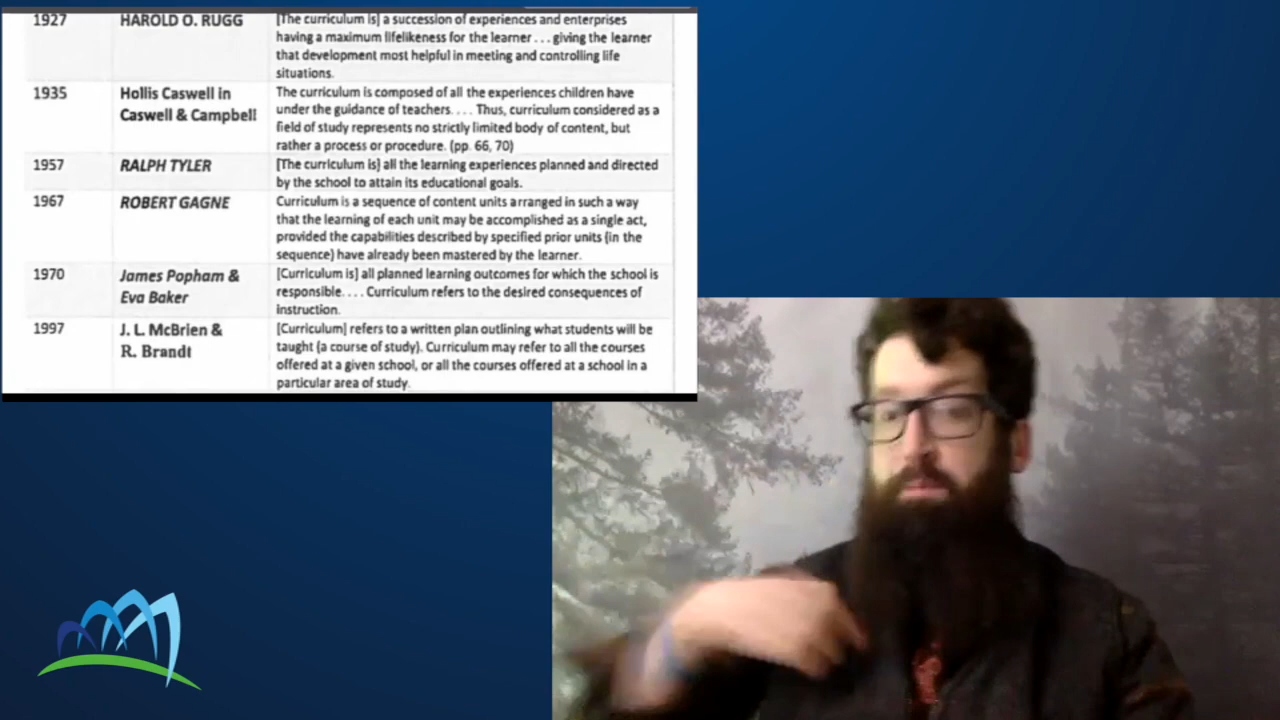 1927 HAROLD O. RUGG [The curriculum is] a succession of experiences and enterprises
having a maximum lifelikeness for the learner . . . giving the learner
that development most helpful in meeting and controlling life
situations.
1935 Hollis Caswell in The curriculum is composed of all the experiences children have
Caswell & Campbell under the guidance of teachers. . . . Thus, curriculum considered as a
field of study represents no strictly limited body of content, but
rather a process or procedure. (pp. 66, 70)
1957 RALPH TYLER [The curriculum is] all the learning experiences planned and directed
by the school to attain its educational goals.
1967 ROBERT GAGNE Curriculum is a sequence of content units arranged in such a way
that the learning of each unit may be accomplished as a single act,
provided the capabilities described by specified prior units (in the
sequence) have already been mastered by the learner.
1970 James Popham & [Curriculum is] all planned learning outcomes for which the school is
Eva Baker responsible. . . . Curriculum refers to the desired consequences of
instruction.
1997 J. L. McBrien & [Curriculum] refers to a written plan outlining what students will be
R. Brandt taught (a course of study). Curriculum may refer to all the courses
offered at a given school, or all the courses offered at a school in a
particular area of study.